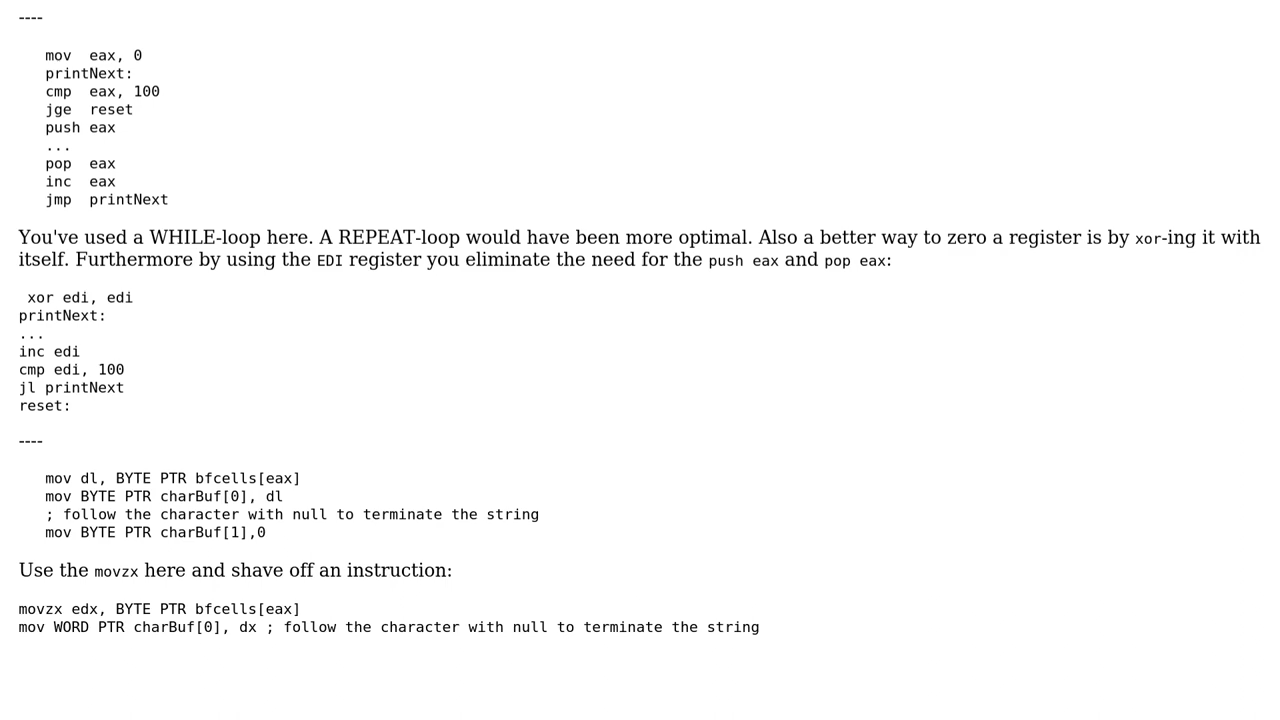 ----
mov  eax, 0
printNext:
cmp  eax, 100
jge  reset
push eax
...
pop  eax
inc  eax
jmp  printNext
You've used a WHILE-loop here. A REPEAT-loop would have been more optimal. Also a better way to zero a register is by xor-ing it with
itself. Furthermore by using the EDI register you eliminate the need for the push eax and pop eax:
xor edi, edi
printNext:
...
inc edi
cmp edi, 100
jl printNext
reset:
----
mov dl, BYTE PTR bfcells[eax]
mov BYTE PTR charBuf[0], dl
; follow the character with null to terminate the string
mov BYTE PTR charBuf[1],0
Use the movzx here and shave off an instruction:
movzx edx, BYTE PTR bfcells[eax]
mov WORD PTR charBuf[0], dx ; follow the character with null to terminate the string